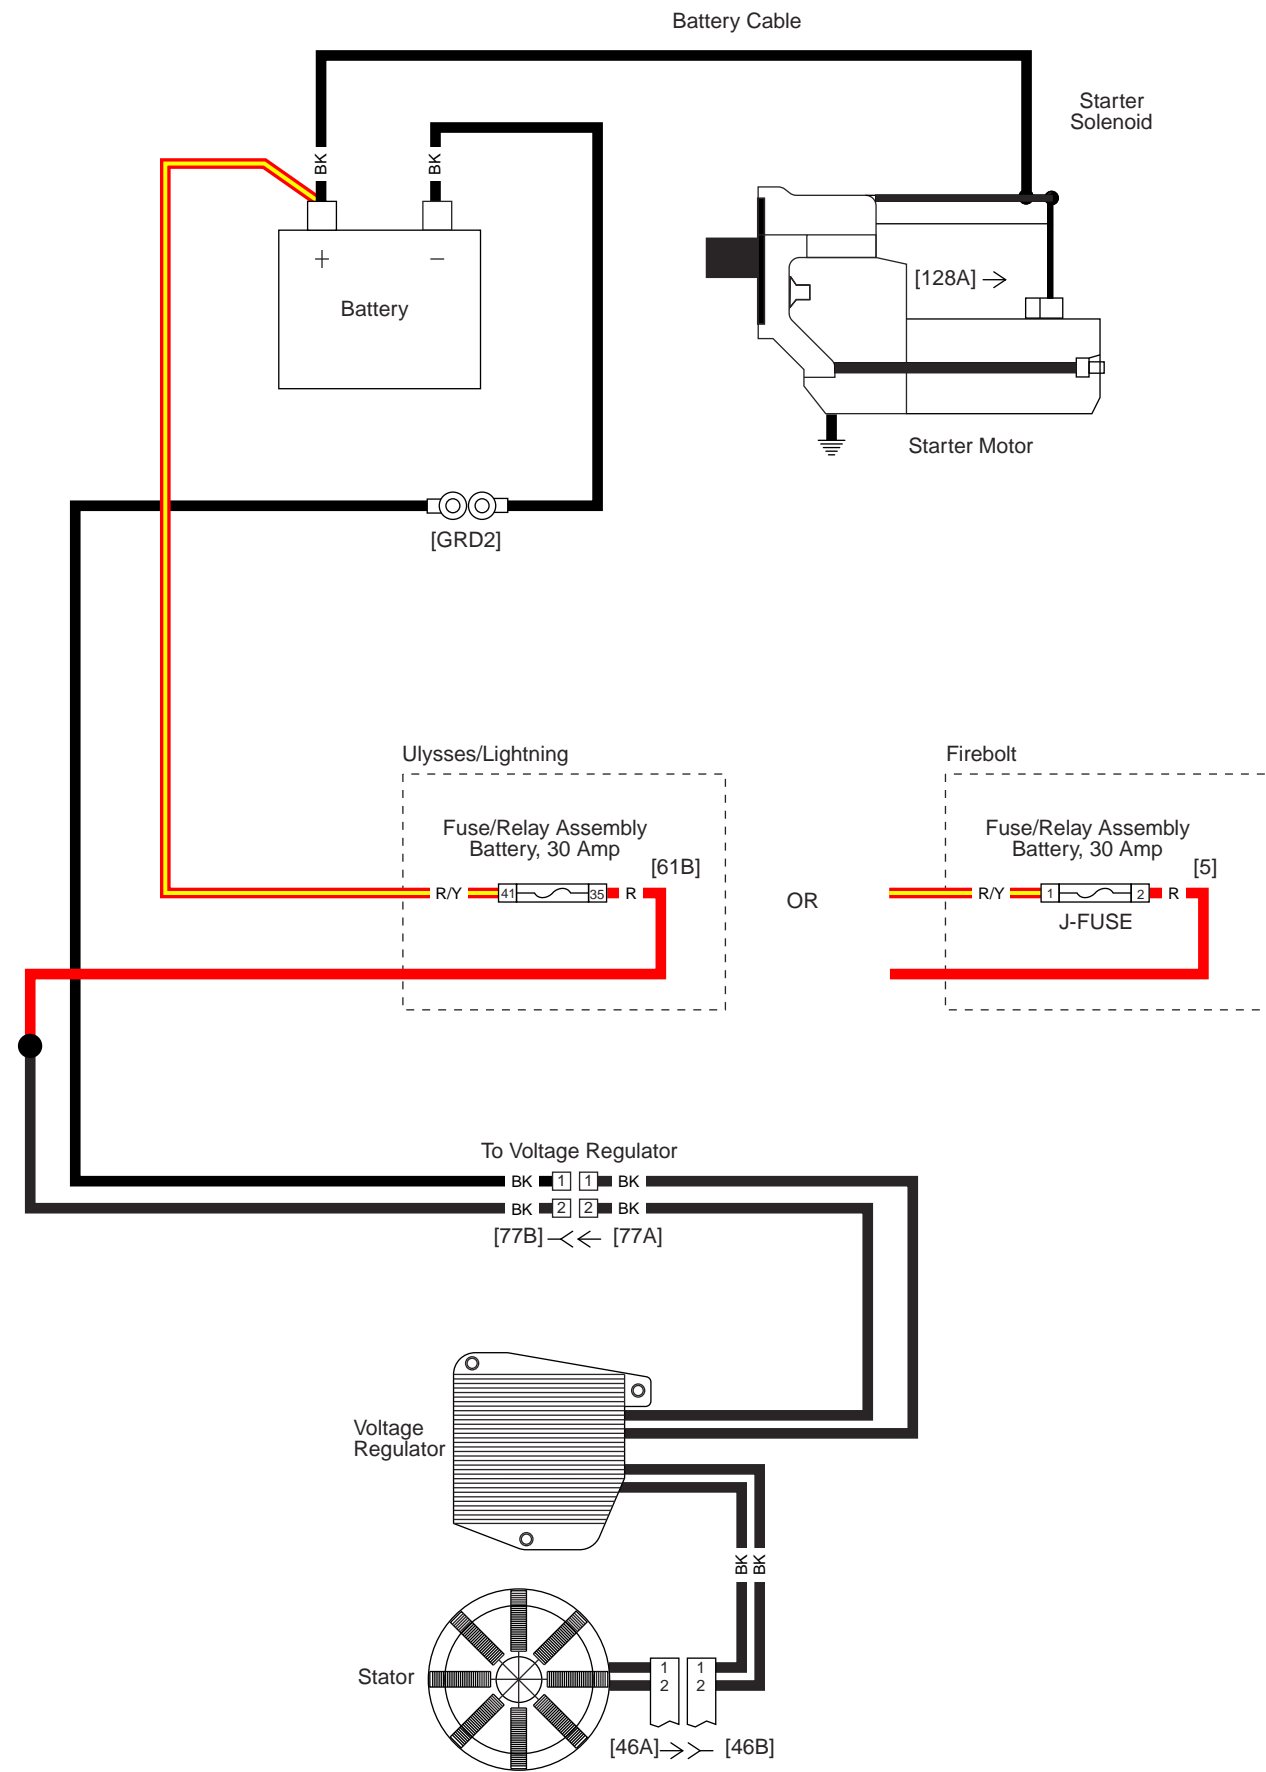 Battery Cable
Starter
Solenoid
BK
BK
+
−
Battery
[128A]
Starter Motor
[GRD2]
Ulysses/Lightning
Fuse/Relay Assembly
Battery, 30 Amp
[61B]
R/Y
41
35
R
OR
Firebolt
Fuse/Relay Assembly
Battery, 30 Amp
[5]
R/Y
1
2
R
J-FUSE
To Voltage Regulator
BK 1 1 BK
BK 2 2 BK
[77B] [77A]
Voltage
Regulator
BK
BK
Stator
1 1
2 2
[46A] [46B]